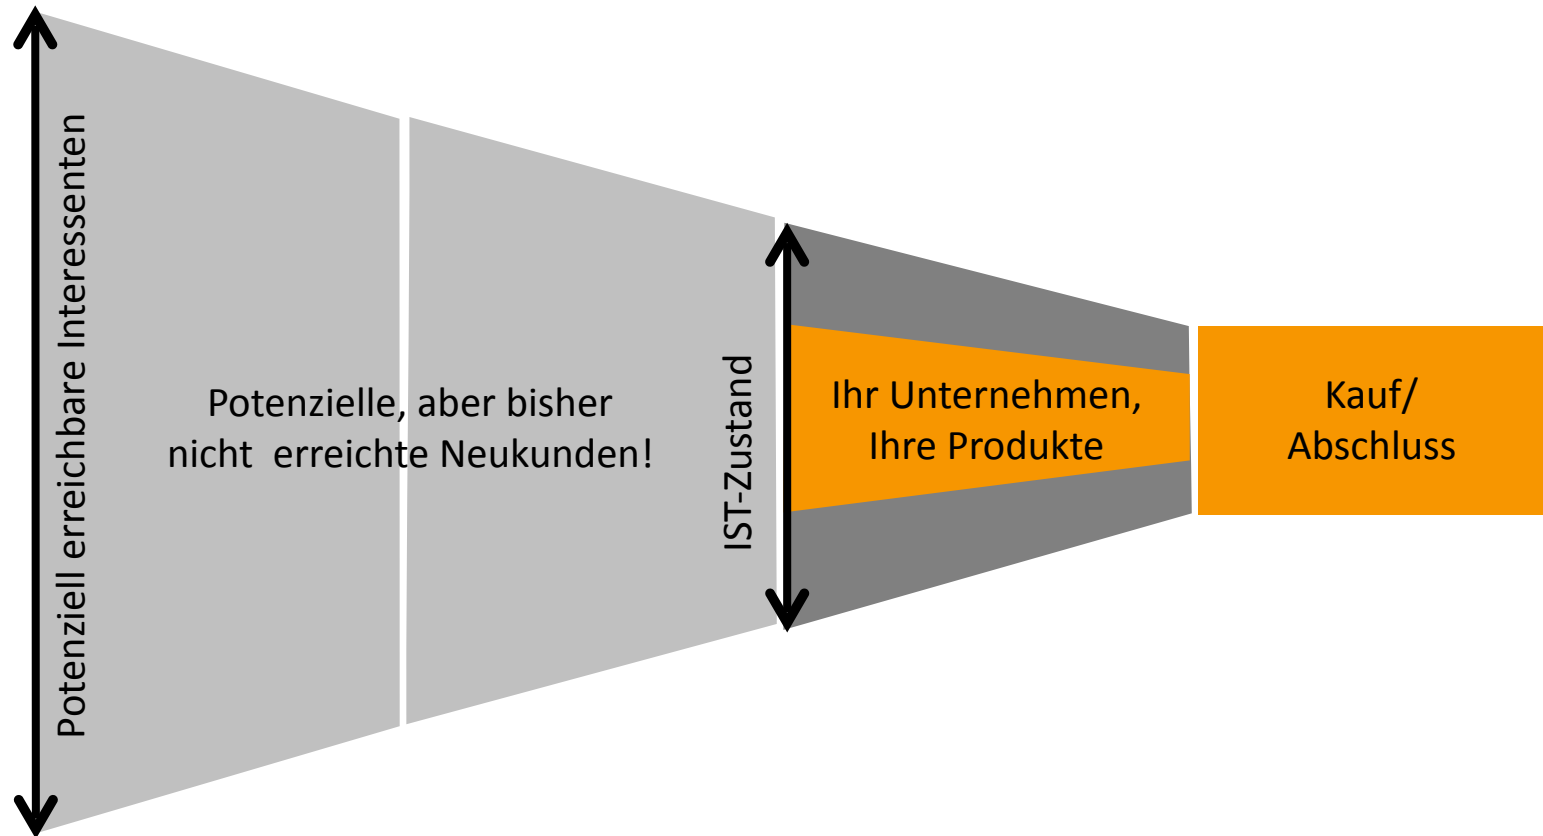 Potenziell erreichbare Interessenten
Potenzielle, aber bisher
nicht  erreichte Neukunden!
IST-Zustand
Ihr Unternehmen,
Ihre Produkte
Kauf/
Abschluss